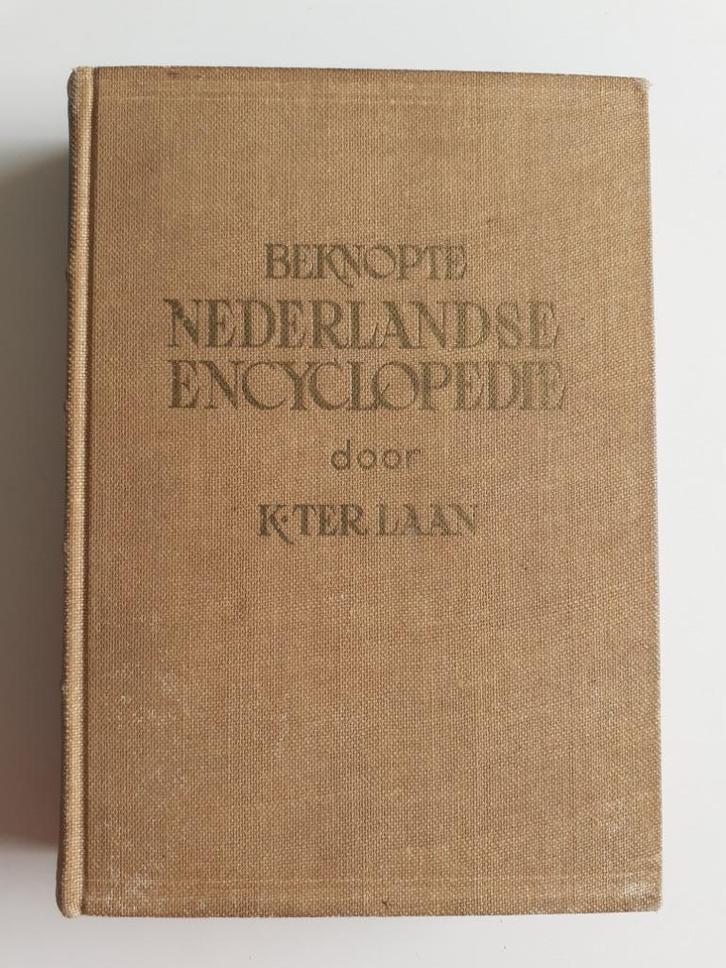 BEKNOPTE
NEDERLANDSE
ENCYCLOPEDIE
door
K. TER LAAN